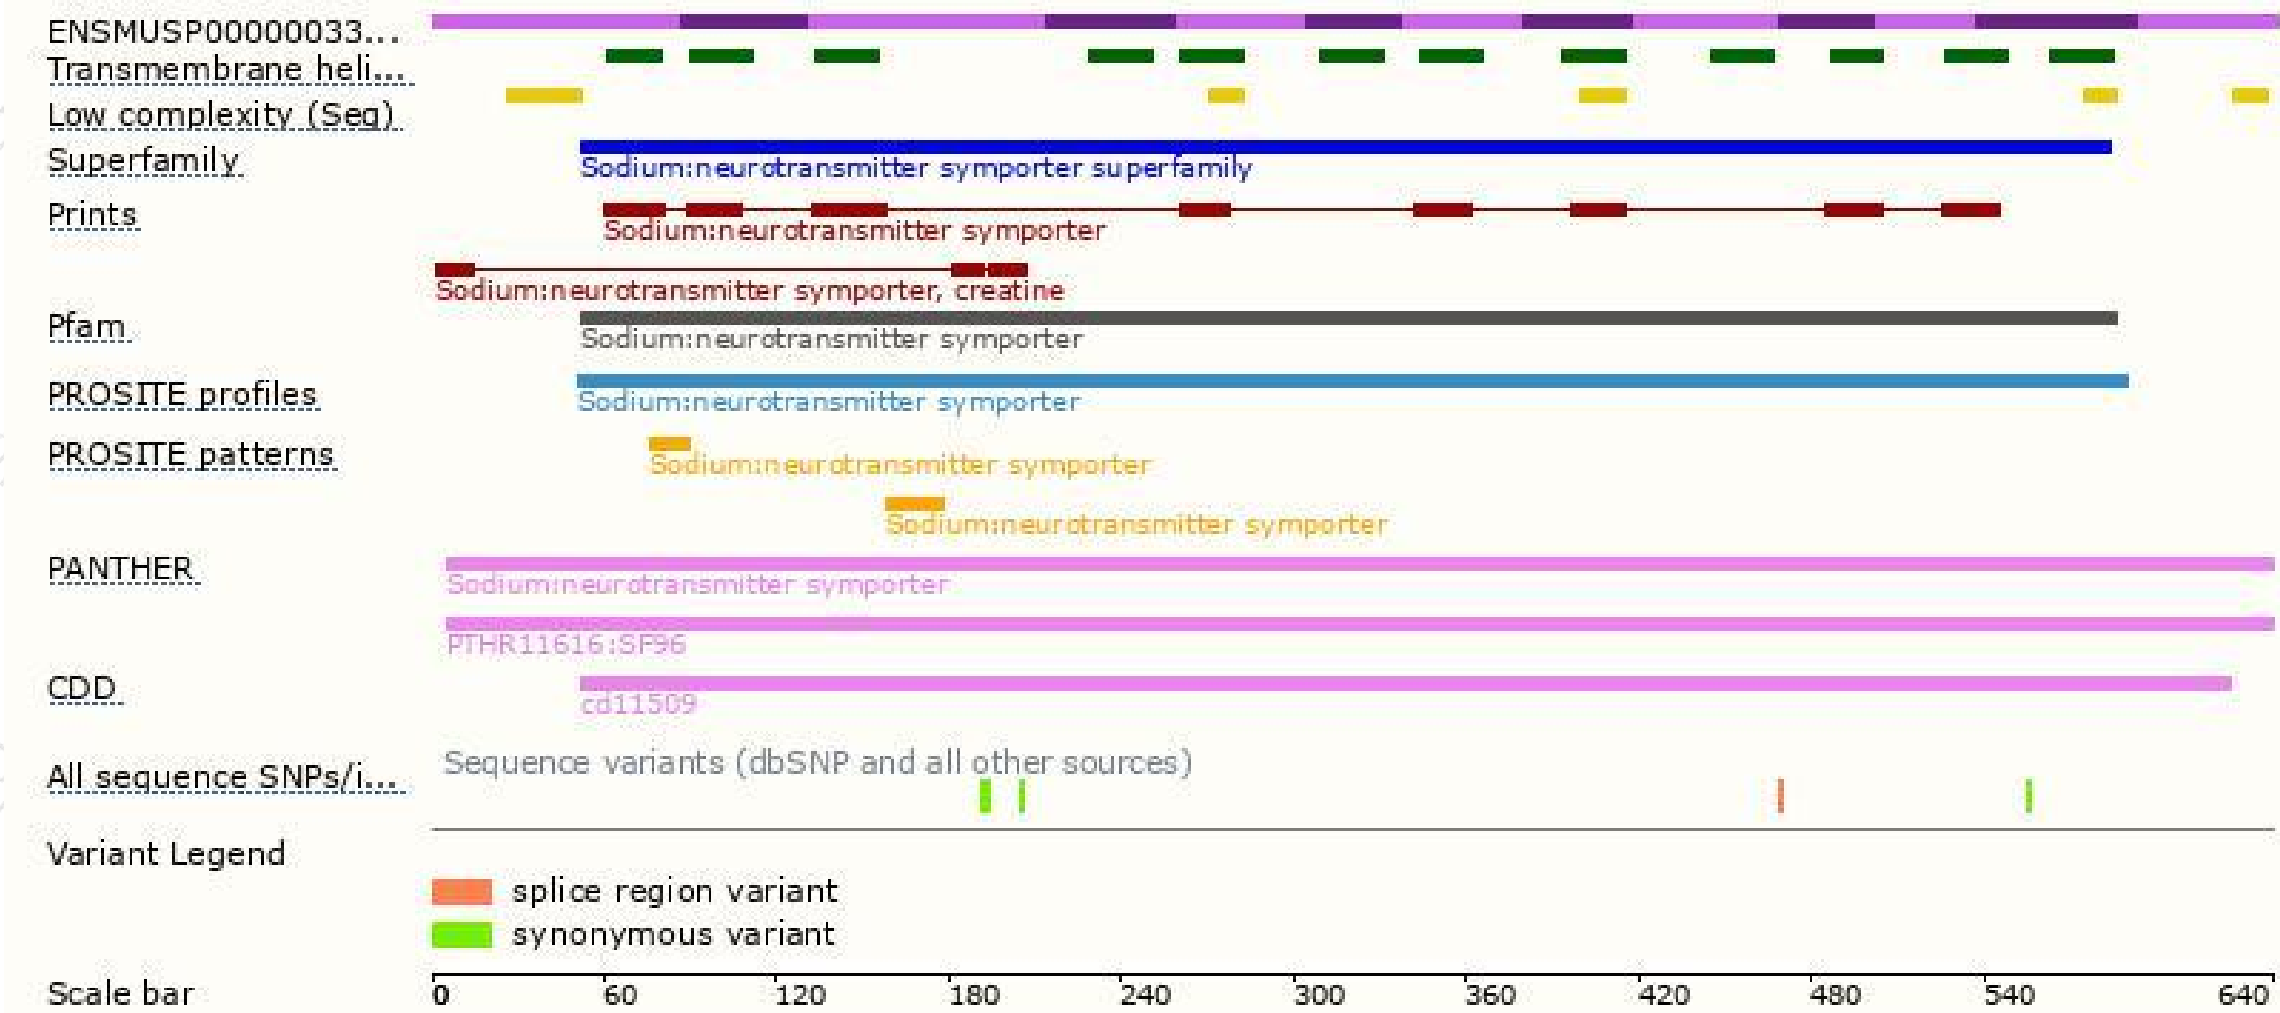 ENSMUSP00000033...
Transmembrane heli...
Low complexity (Seg)
Superfamily
Sodium:neurotransmitter symporter superfamily
Prints
Sodium:neurotransmitter symporter
Sodium:neurotransmitter symporter, creatine
Pfam
Sodium:neurotransmitter symporter
PROSITE profiles
Sodium:neurotransmitter symporter
PROSITE patterns
Sodium:neurotransmitter symporter
Sodium:neurotransmitter symporter
PANTHER
Sodium:neurotransmitter symporter
PTHR11616:SF96
CDD
cd11509
Sequence variants (dbSNP and all other sources)
All sequence SNPs/i...
Variant Legend
splice region variant
synonymous variant
Scale bar 0 60 120 180 240 300 360 420 480 540 640